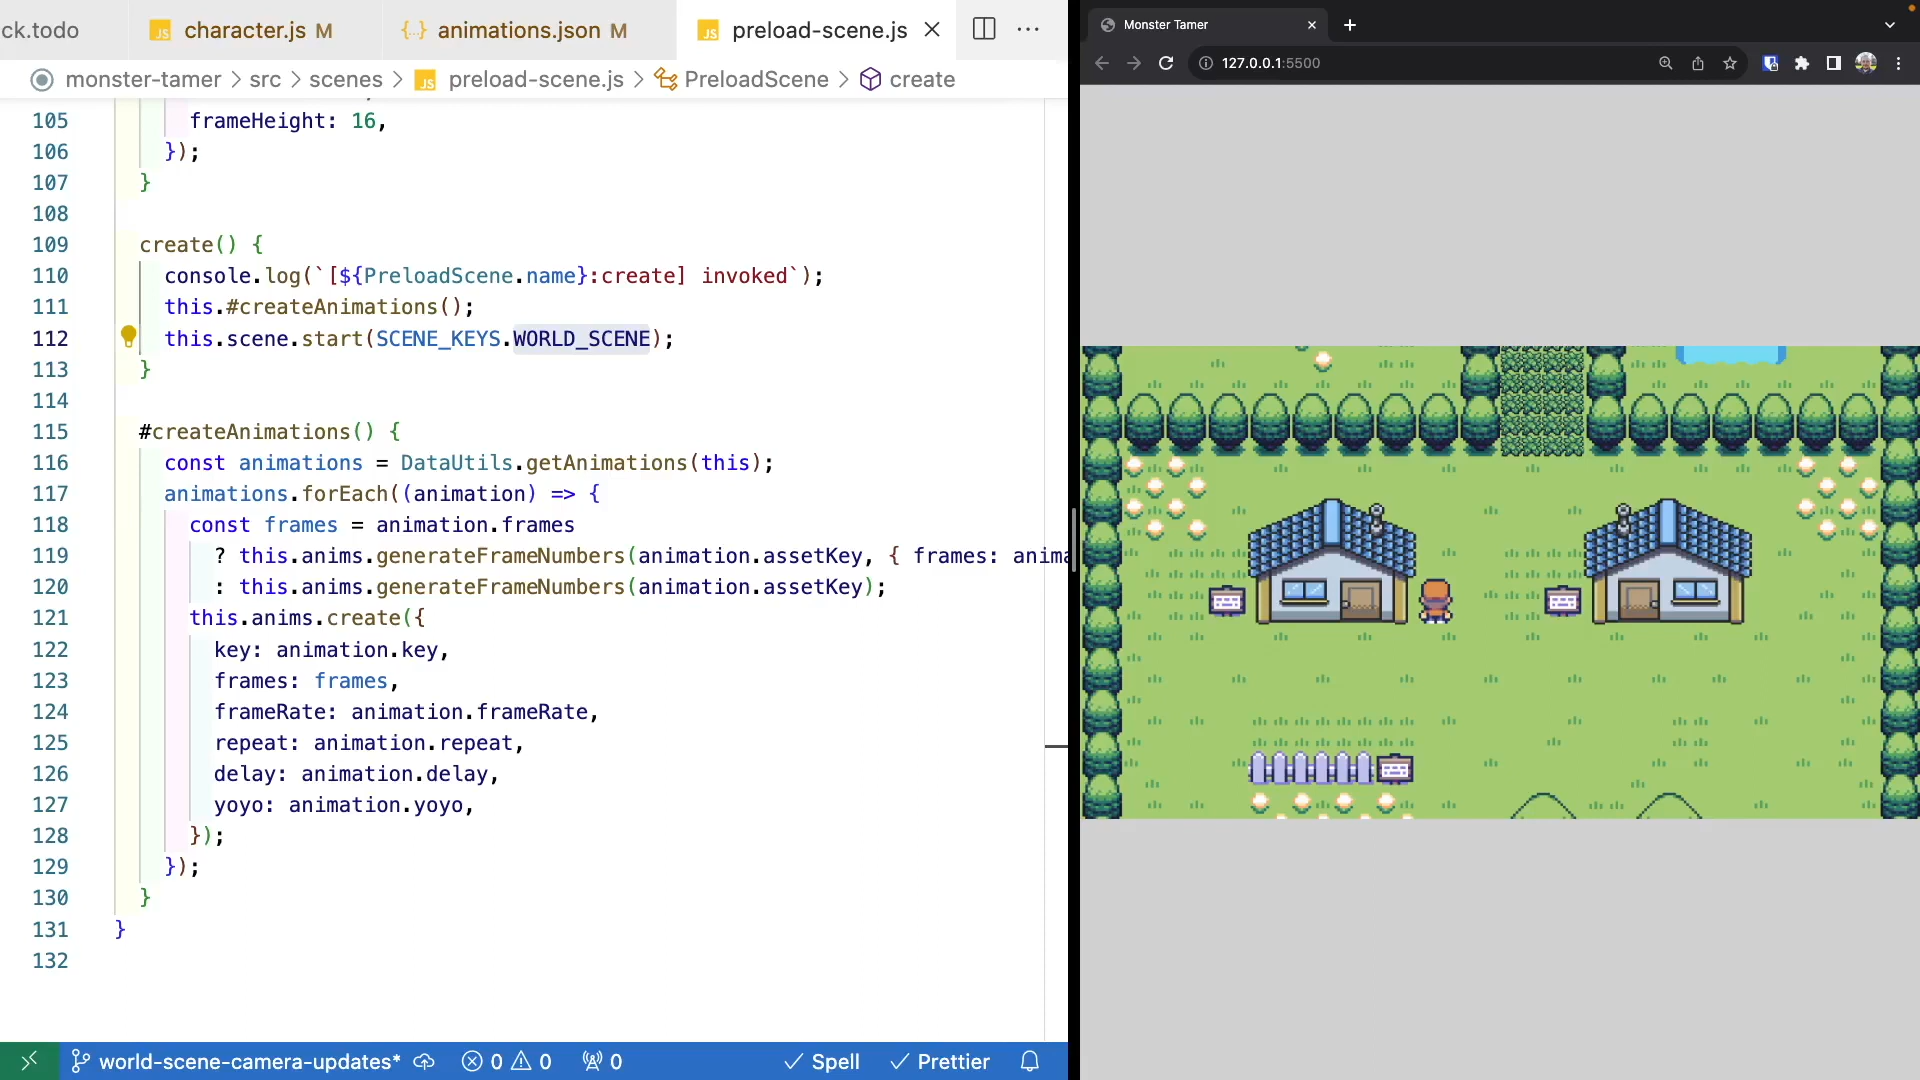 ck.todo
JS character.js M
{..} animations.json M
JS preload-scene.js
monster-tamer > src > scenes > JS preload-scene.js > PreloadScene > create
105 frameHeight: 16,
106 });
107 }
108
109 create() {
110 console.log(`[${PreloadScene.name}:create] invoked`);
111 this.#createAnimations();
112 this.scene.start(SCENE_KEYS.WORLD_SCENE);
113 }
114
115 #createAnimations() {
116 const animations = DataUtils.getAnimations(this);
117 animations.forEach((animation) => {
118 const frames = animation.frames
119 ? this.anims.generateFrameNumbers(animation.assetKey, { frames: anima
120 : this.anims.generateFrameNumbers(animation.assetKey);
121 this.anims.create({
122 key: animation.key,
123 frames: frames,
124 frameRate: animation.frameRate,
125 repeat: animation.repeat,
126 delay: animation.delay,
127 yoyo: animation.yoyo,
128 });
129 });
130 }
131 }
132
world-scene-camera-updates* 0 0 0 Spell Prettier
Monster Tamer
127.0.0.1:5500